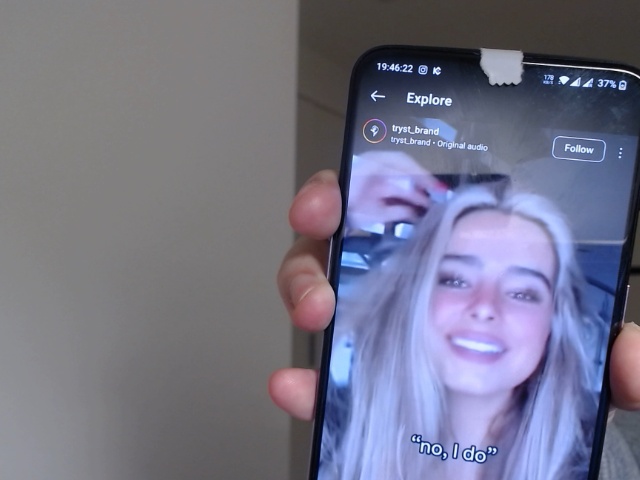 19:46:22 37%
Explore
tryst_brand
tryst_brand • Original audio
Follow
“no, I do”